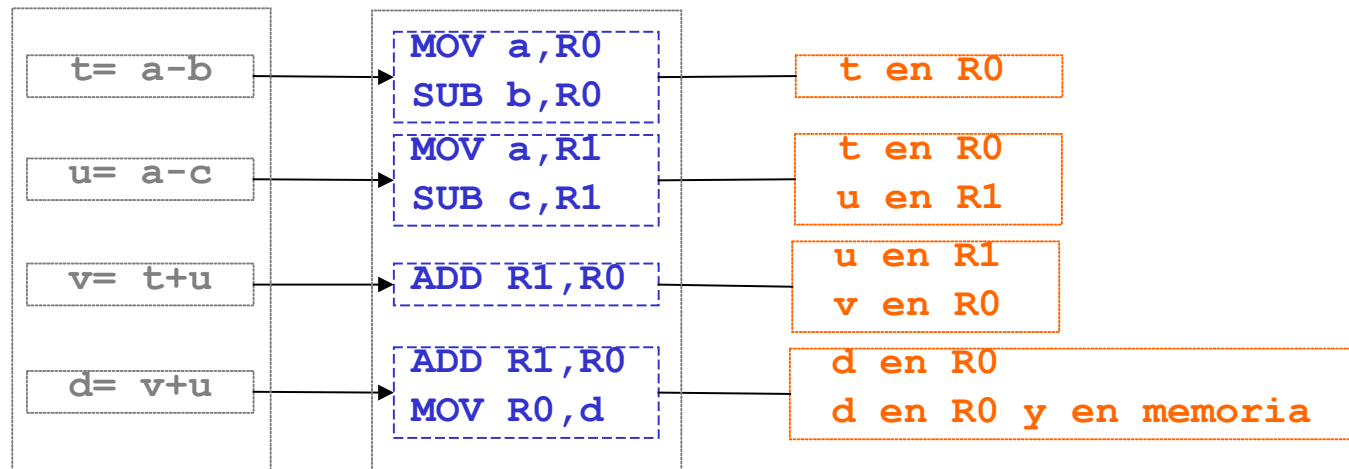 t= a-b
MOV a,R0
SUB b,R0
t en R0
u= a-c
MOV a,R1
SUB c,R1
t en R0
u en R1
v= t+u
ADD R1,R0
u en R1
v en R0
d= v+u
ADD R1,R0
MOV R0,d
d en R0
d en R0 y en memoria